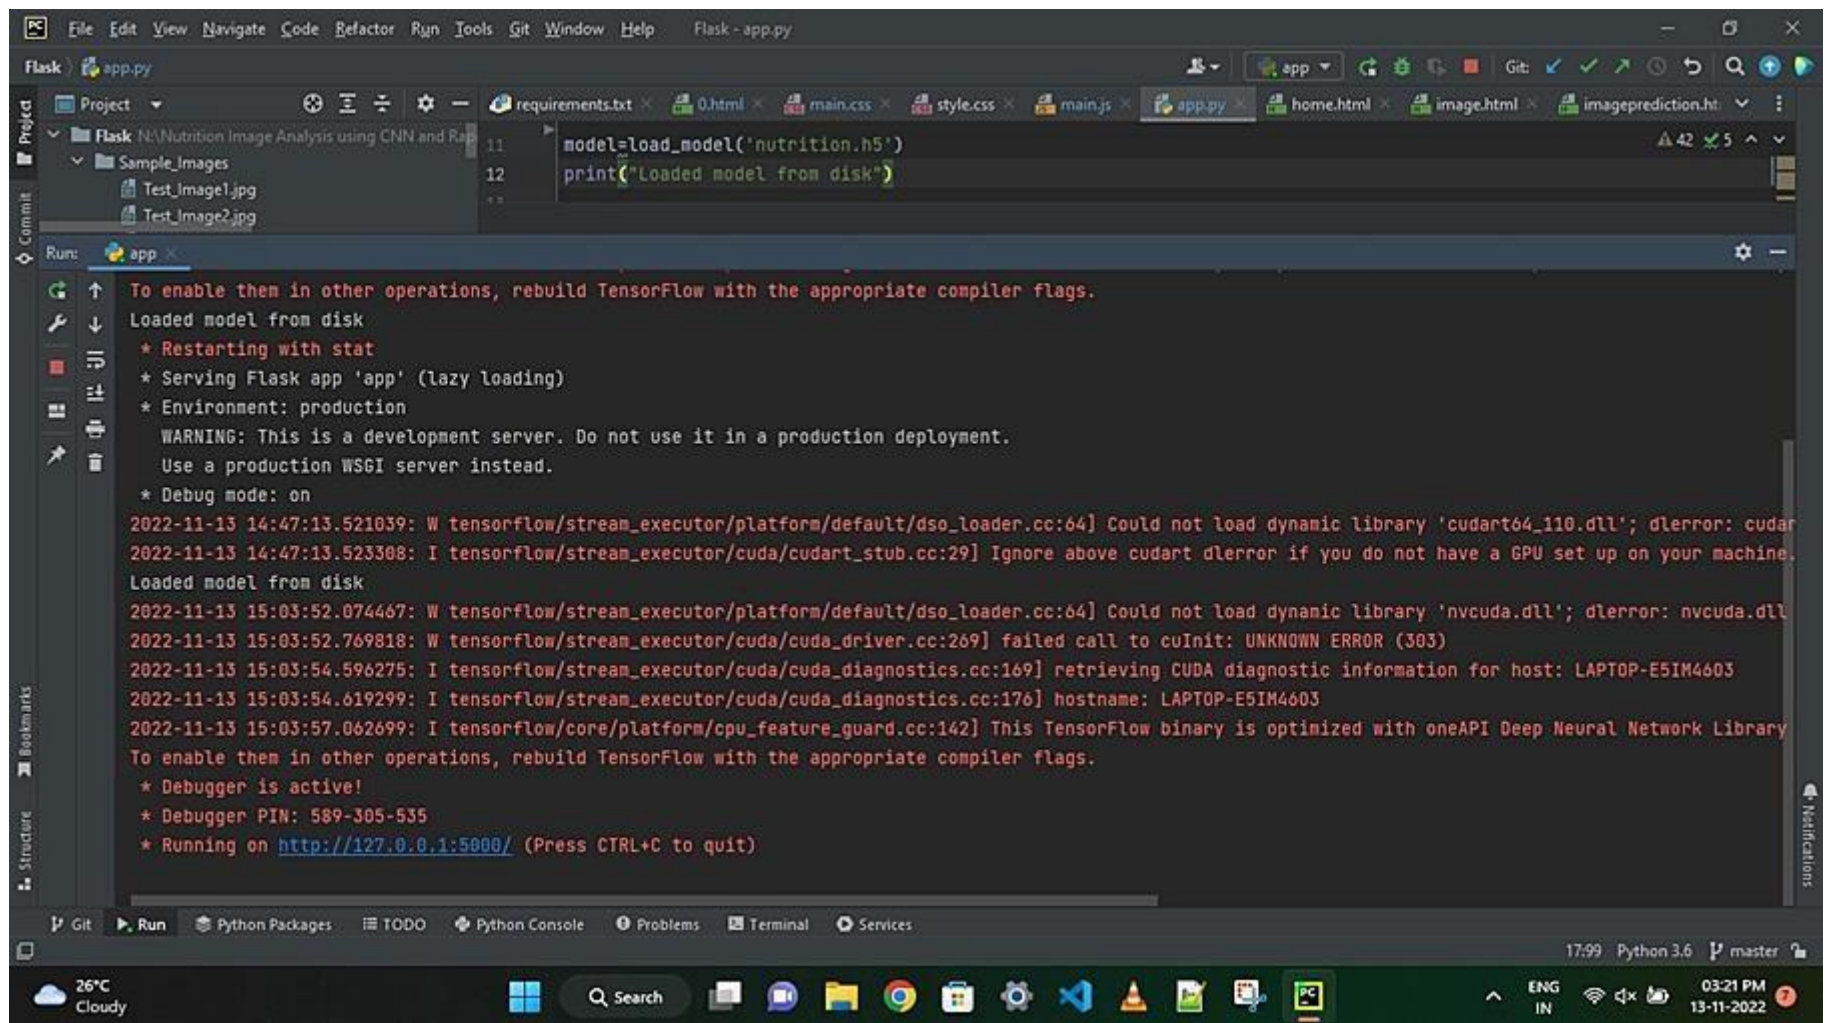 File Edit View Navigate Code Refactor Run Tools Git Window Help Flask - app.py
Flask app.py app Git:
Project requirements.txt 0.html main.css style.css main.js app.py home.html image.html imageprediction.ht
Flask N:\Nutrition Image Analysis using CNN and Rap
Sample_Images
Test_Image1.jpg
Test_Image2.jpg
11 model=load_model('nutrition.h5')
12 print("Loaded model from disk")
42 5
Project
Commit
Run: app
To enable them in other operations, rebuild TensorFlow with the appropriate compiler flags.
Loaded model from disk
* Restarting with stat
* Serving Flask app 'app' (lazy loading)
* Environment: production
WARNING: This is a development server. Do not use it in a production deployment.
Use a production WSGI server instead.
* Debug mode: on
2022-11-13 14:47:13.521039: W tensorflow/stream_executor/platform/default/dso_loader.cc:64] Could not load dynamic library 'cudart64_110.dll'; dlerror: cudar
2022-11-13 14:47:13.523308: I tensorflow/stream_executor/cuda/cudart_stub.cc:29] Ignore above cudart dlerror if you do not have a GPU set up on your machine.
Loaded model from disk
2022-11-13 15:03:52.074467: W tensorflow/stream_executor/platform/default/dso_loader.cc:64] Could not load dynamic library 'nvcuda.dll'; dlerror: nvcuda.dll
2022-11-13 15:03:52.769818: W tensorflow/stream_executor/cuda/cuda_driver.cc:269] failed call to cuInit: UNKNOWN ERROR (303)
2022-11-13 15:03:54.596275: I tensorflow/stream_executor/cuda/cuda_diagnostics.cc:169] retrieving CUDA diagnostic information for host: LAPTOP-E5IM4603
2022-11-13 15:03:54.619299: I tensorflow/stream_executor/cuda/cuda_diagnostics.cc:176] hostname: LAPTOP-E5IM4603
2022-11-13 15:03:57.062699: I tensorflow/core/platform/cpu_feature_guard.cc:142] This TensorFlow binary is optimized with oneAPI Deep Neural Network Library
To enable them in other operations, rebuild TensorFlow with the appropriate compiler flags.
* Debugger is active!
* Debugger PIN: 589-305-535
* Running on http://127.0.0.1:5000/ (Press CTRL+C to quit)
Bookmarks
Structure
Notifications
Git Run Python Packages TODO Python Console Problems Terminal Services
17:99 Python 3.6 master
26°C
Cloudy
Search
ENG
IN
03:21 PM
13-11-2022
7